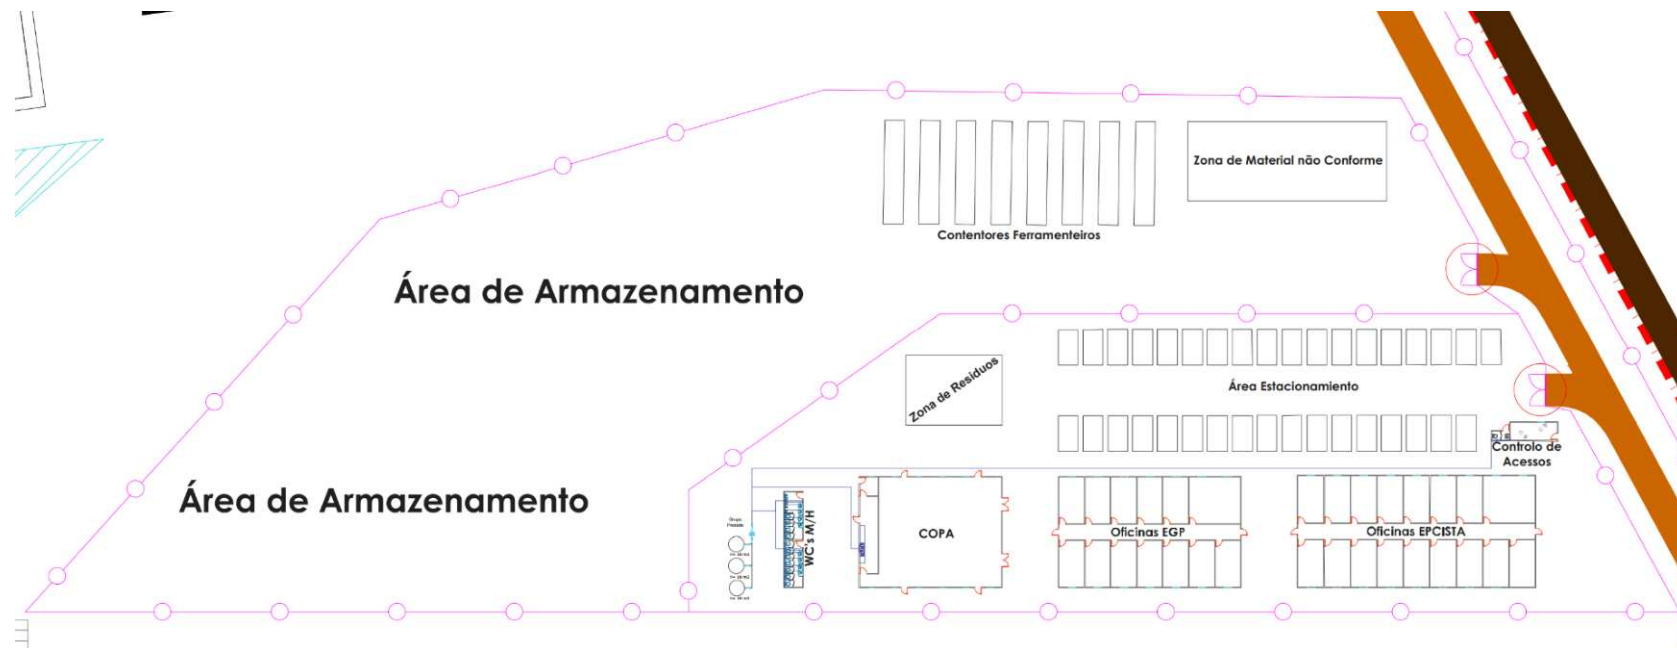 Zona de Material não Conforme
Contentores Ferramenteiros
Área de Armazenamento
Zona de Residuos
Área Estacionamiento
Controlo de
Acessos
Área de Armazenamento
WC's M/H
COPA
Oficinas EGP
Oficinas EPCISTA